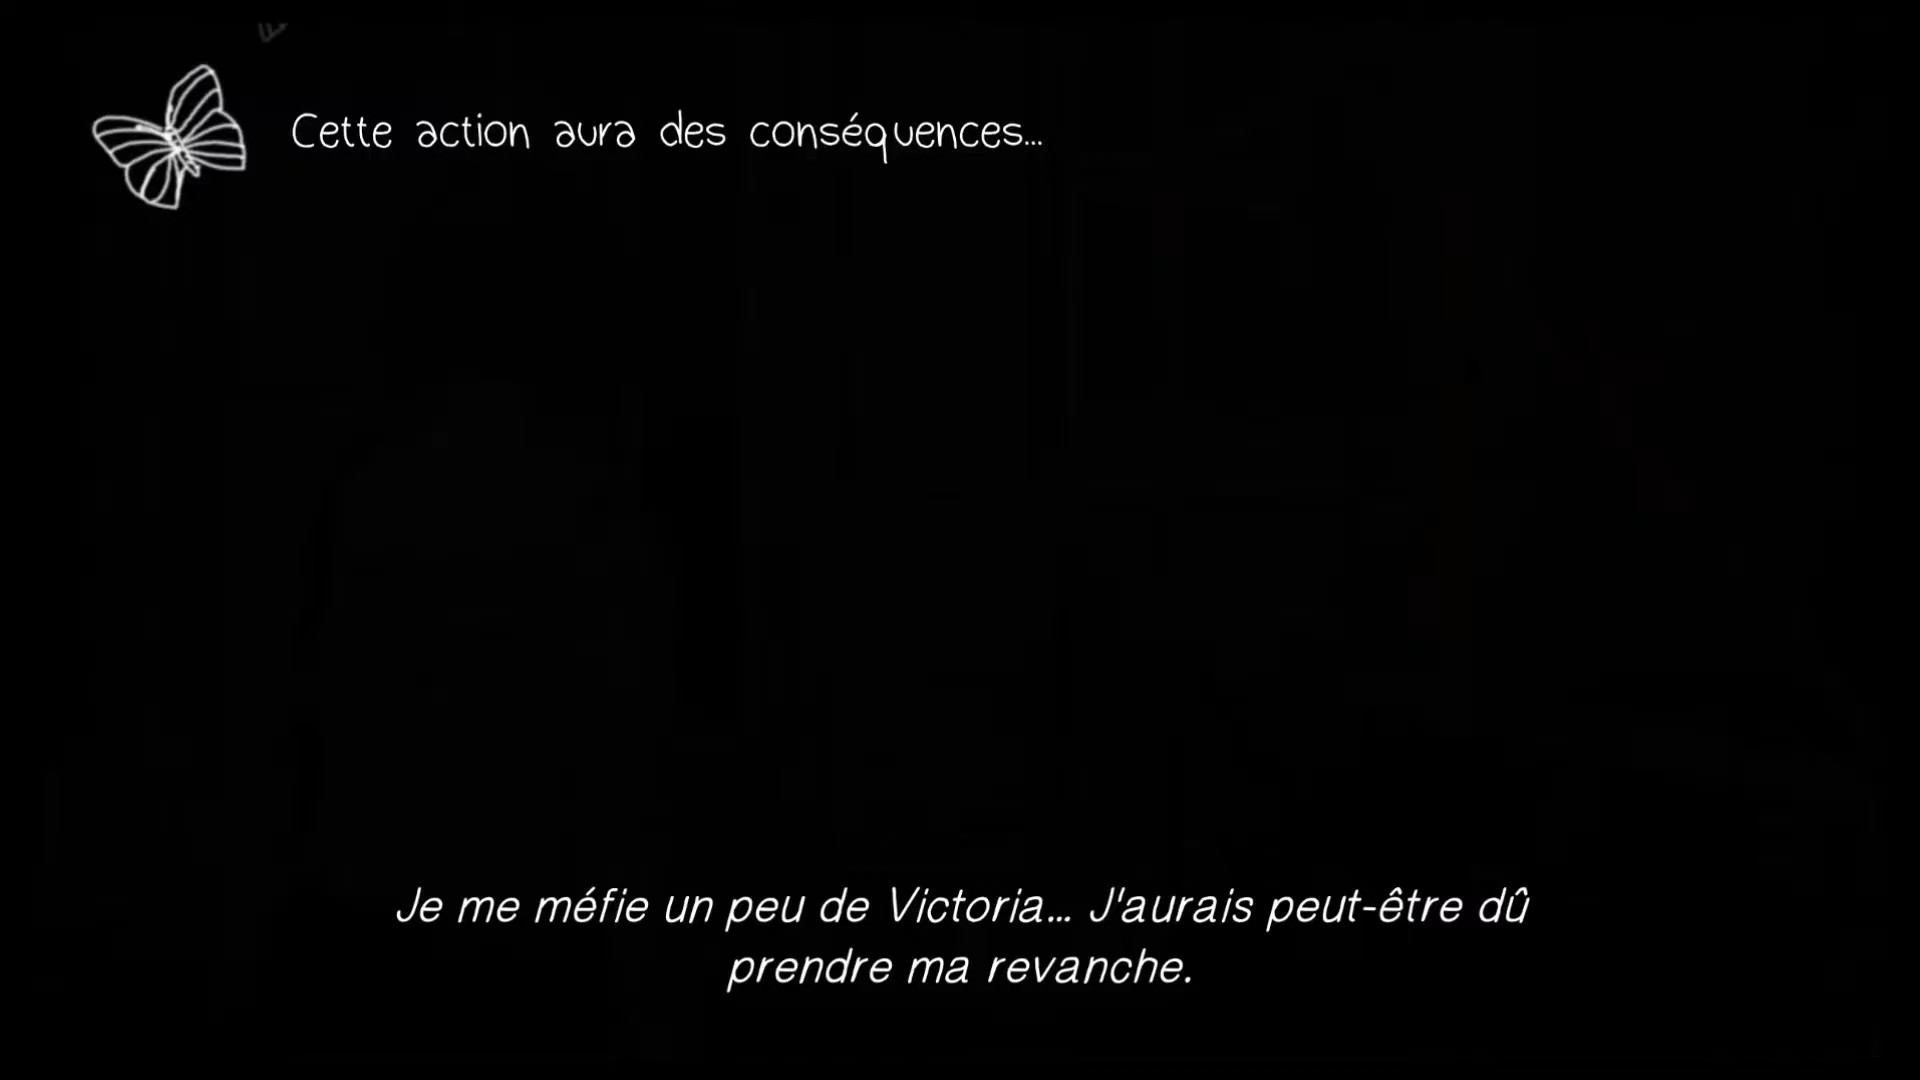 Cette action aura des conséquences...
Je me méfie un peu de Victoria... J'aurais peut-être dû
prendre ma revanche.